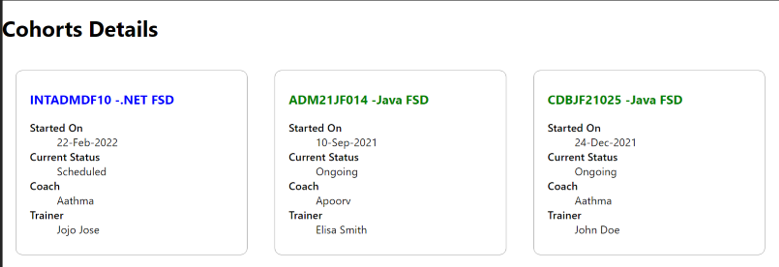 Cohorts Details
INTADMDF10 -.NET FSD
Started On
22-Feb-2022
Current Status
Scheduled
Coach
Aathma
Trainer
Jojo Jose
ADM21JF014 -Java FSD
Started On
10-Sep-2021
Current Status
Ongoing
Coach
Apoorv
Trainer
Elisa Smith
CDBJF21025 -Java FSD
Started On
24-Dec-2021
Current Status
Ongoing
Coach
Aathma
Trainer
John Doe